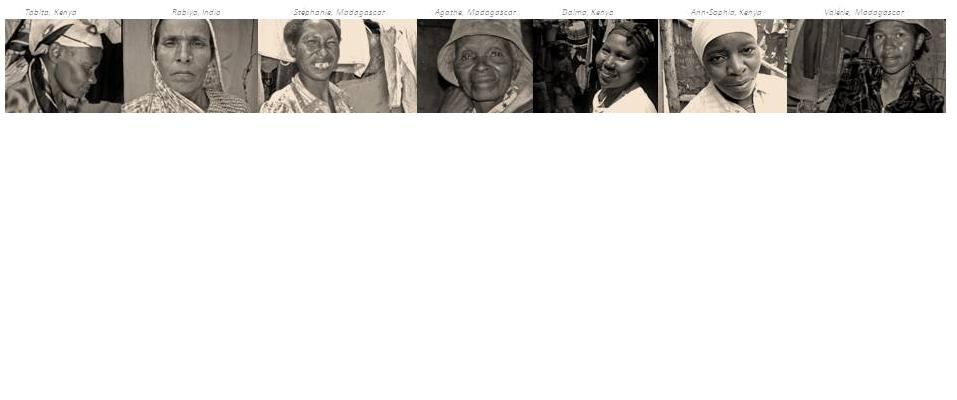 Tabita, Kenya
Rabiya, India
Stephanie, Madagascar
Agathe, Madagascar
Dalma, Kenya
Ann-Sophia, Kenya
Valérie, Madagascar